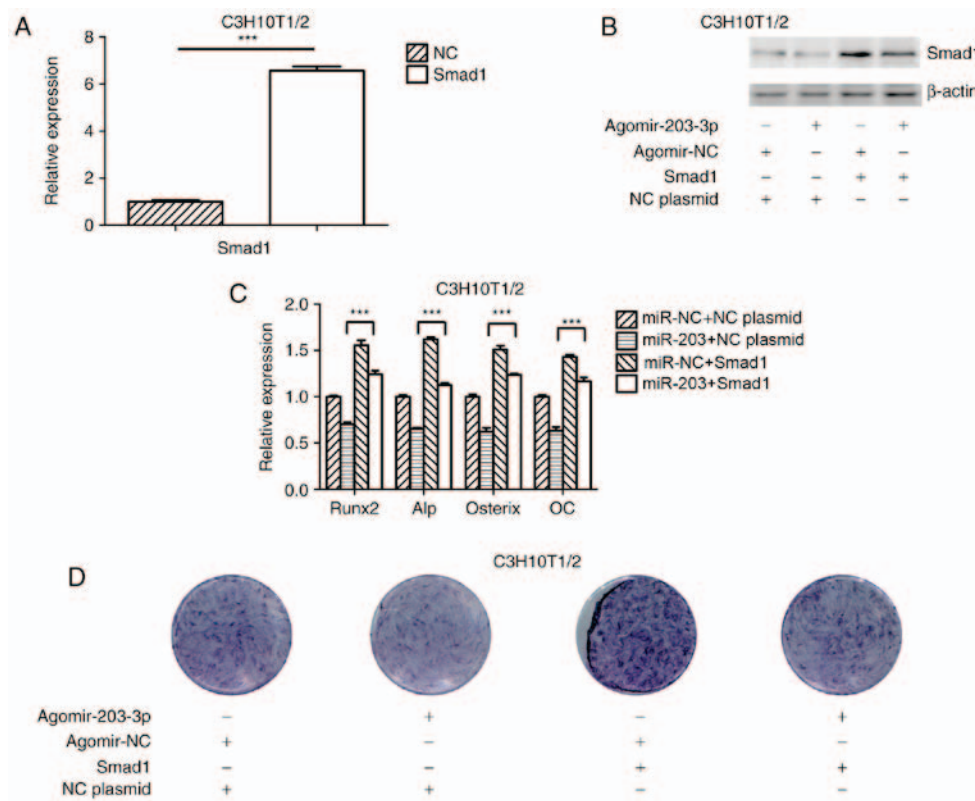 A
C3H10T1/2
Relative expression
8
6
4
2
0
***
NC
Smad1
Smad1
B
C3H10T1/2
Smad1
β-actin
Agomir-203-3p – + – +
Agomir-NC + – + –
Smad1 – – + +
NC plasmid + + – –
C
C3H10T1/2
Relative expression
2.0
1.5
1.0
0.5
0.0
*** *** *** ***
Runx2 Alp Osterix OC
miR-NC+NC plasmid
miR-203+NC plasmid
miR-NC+Smad1
miR-203+Smad1
D
C3H10T1/2
Agomir-203-3p – + – +
Agomir-NC + – + –
Smad1 – – + +
NC plasmid + + – –